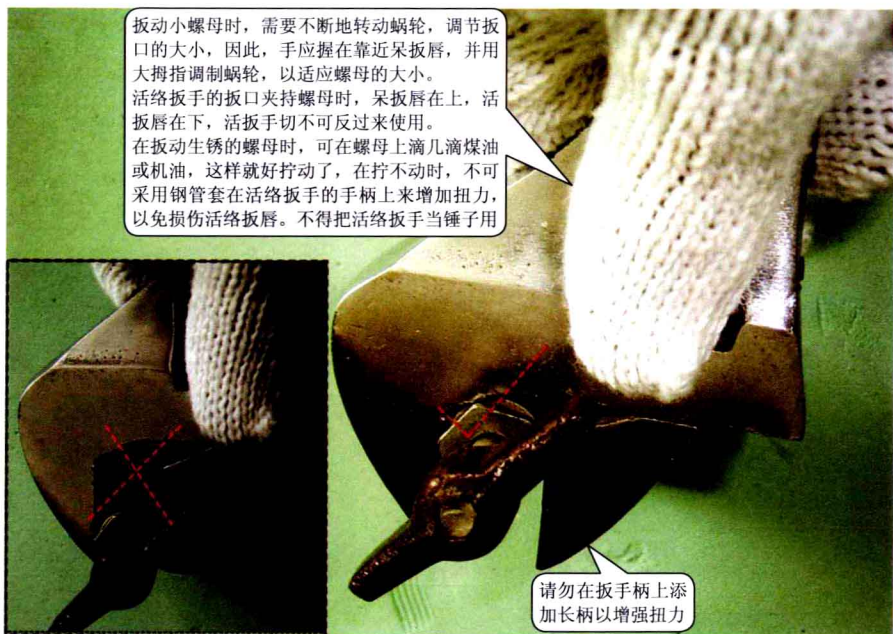 扳动小螺母时，需要不断地转动蜗轮，调节扳
口的大小，因此，手应握在靠近呆扳唇，并用
大拇指调制蜗轮，以适应螺母的大小。
活络扳手的扳口夹持螺母时，呆扳唇在上，活
扳唇在下，活扳手切不可反过来使用。
在扳动生锈的螺母时，可在螺母上滴几滴煤油
或机油，这样就好拧动了，在拧不动时，不可
采用钢管套在活络扳手的手柄上来增加扭力，
以免损伤活络扳唇。不得把活络扳手当锤子用
请勿在扳手柄上添
加长柄以增强扭力